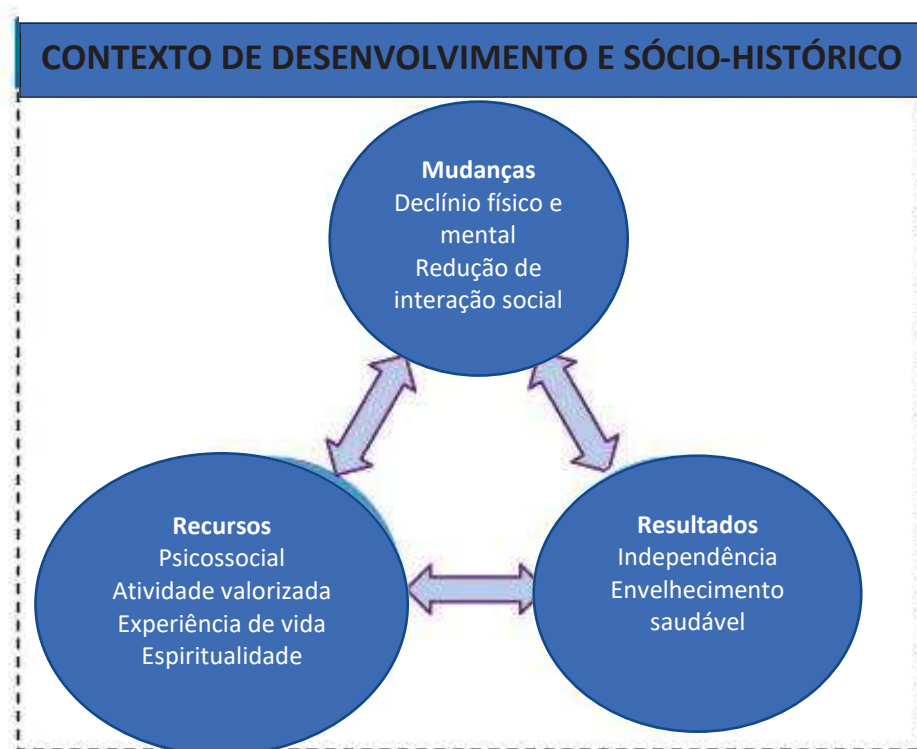 CONTEXTO DE DESENVOLVIMENTO E SÓCIO-HISTÓRICO
Mudanças
Declínio físico e
mental
Redução de
interação social
Recursos
Psicossocial
Atividade valorizada
Experiência de vida
Espiritualidade
Resultados
Independência
Envelhecimento
saudável